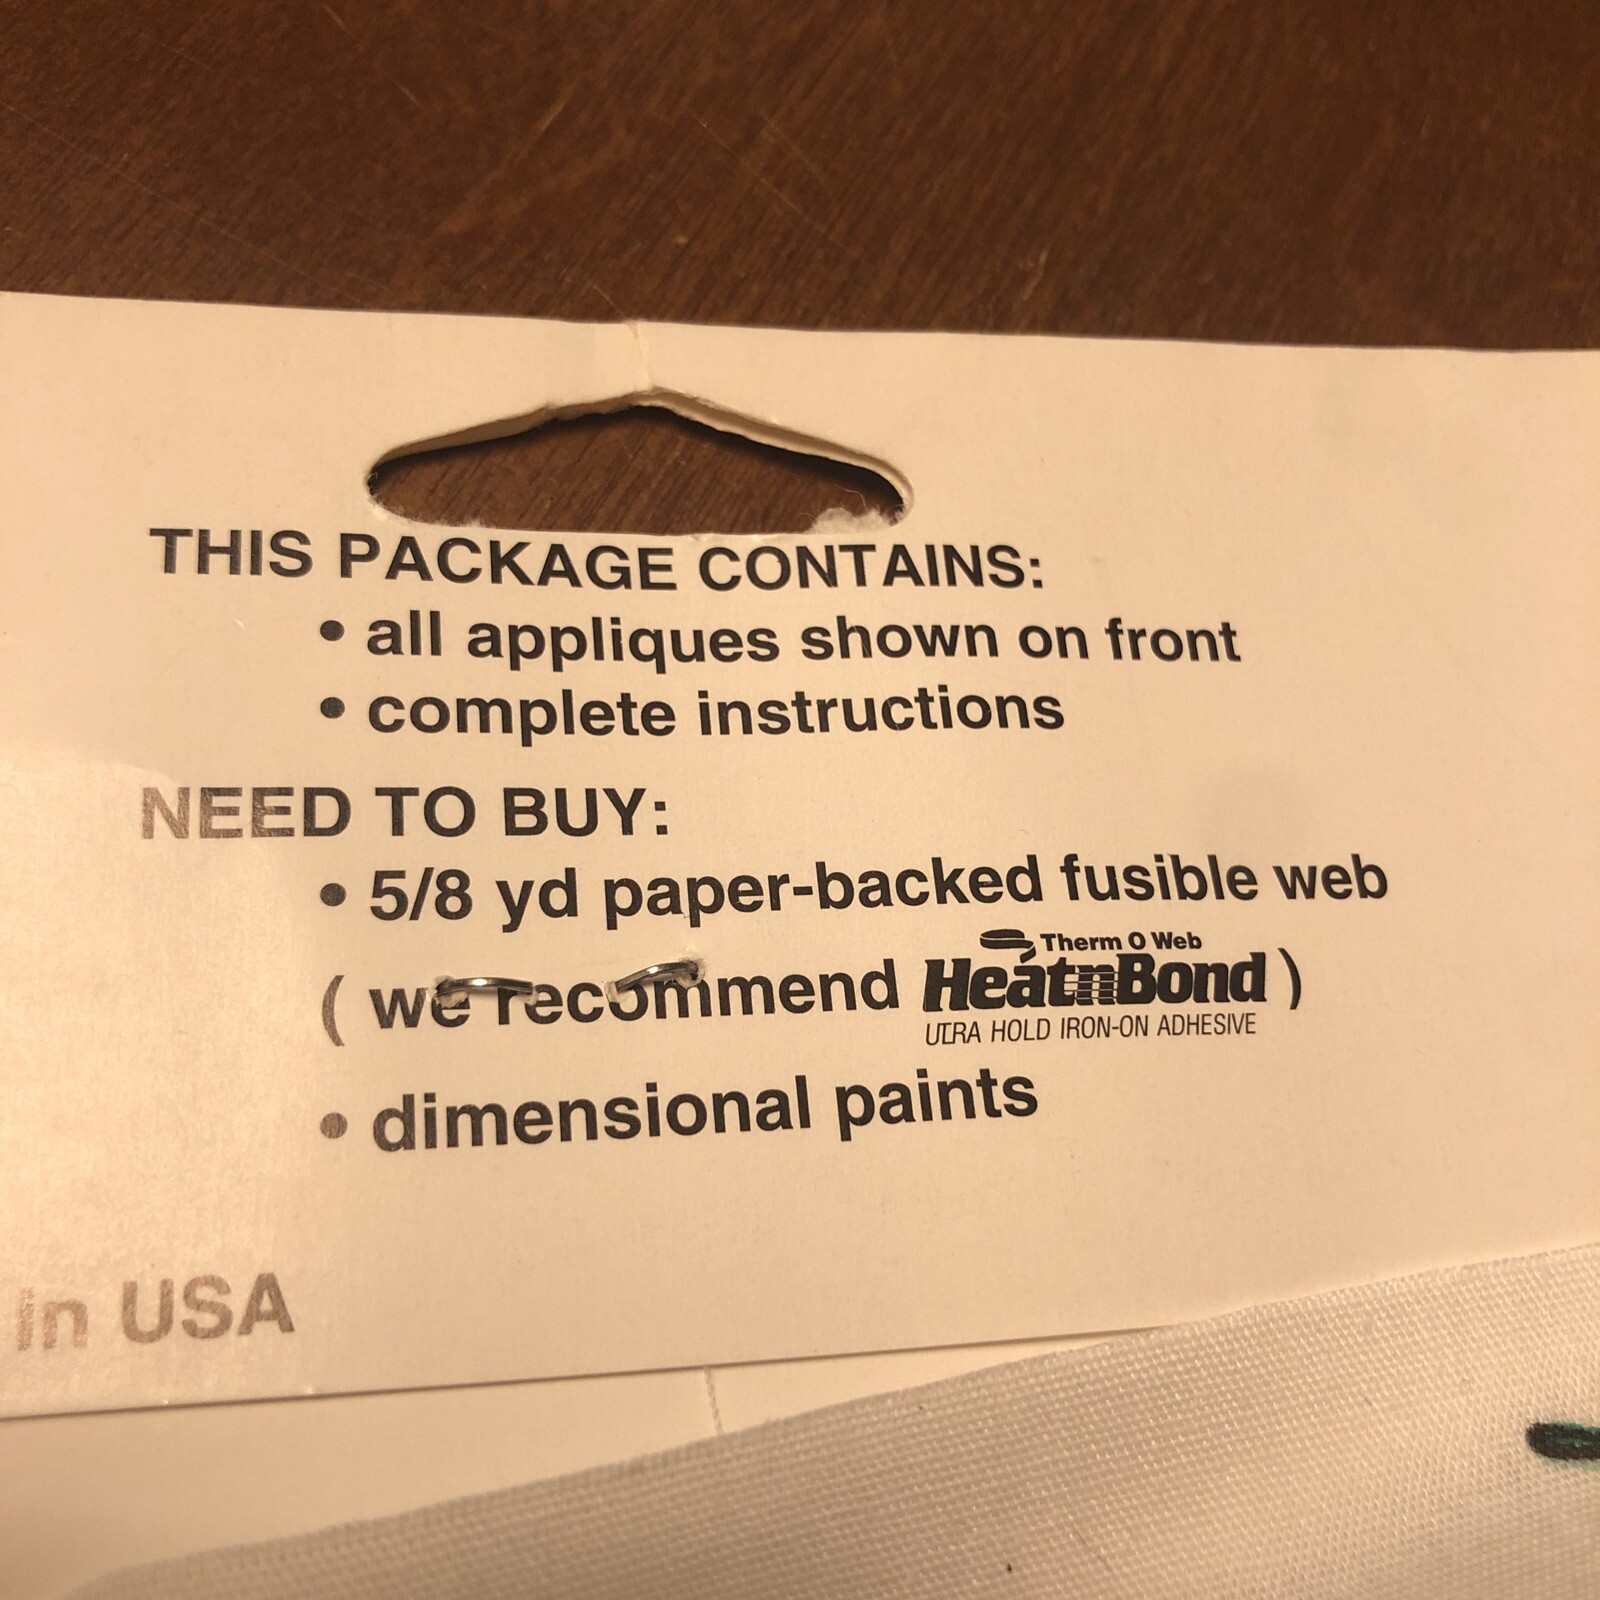 THIS PACKAGE CONTAINS:
• all appliques shown on front
• complete instructions
NEED TO BUY:
• 5/8 yd paper-backed fusible web
Therm O Web
( we recommend HeatnBond )
ULTRA HOLD IRON-ON ADHESIVE
• dimensional paints
In USA